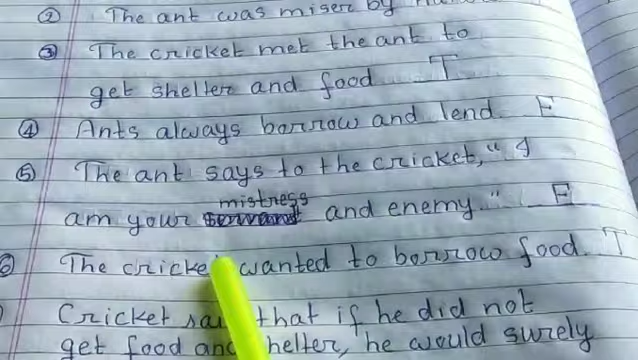 ② The ant was miser by
③ The cricket met the ant to
get shelter and food T
④ Ants always borrow and lend F
⑤ The ant says to the cricket, "I
mistress
am your servant and enemy." F
⑥ The cricket wanted to borrow food. T
Cricket that if he did not
get food and shelter, he would surely